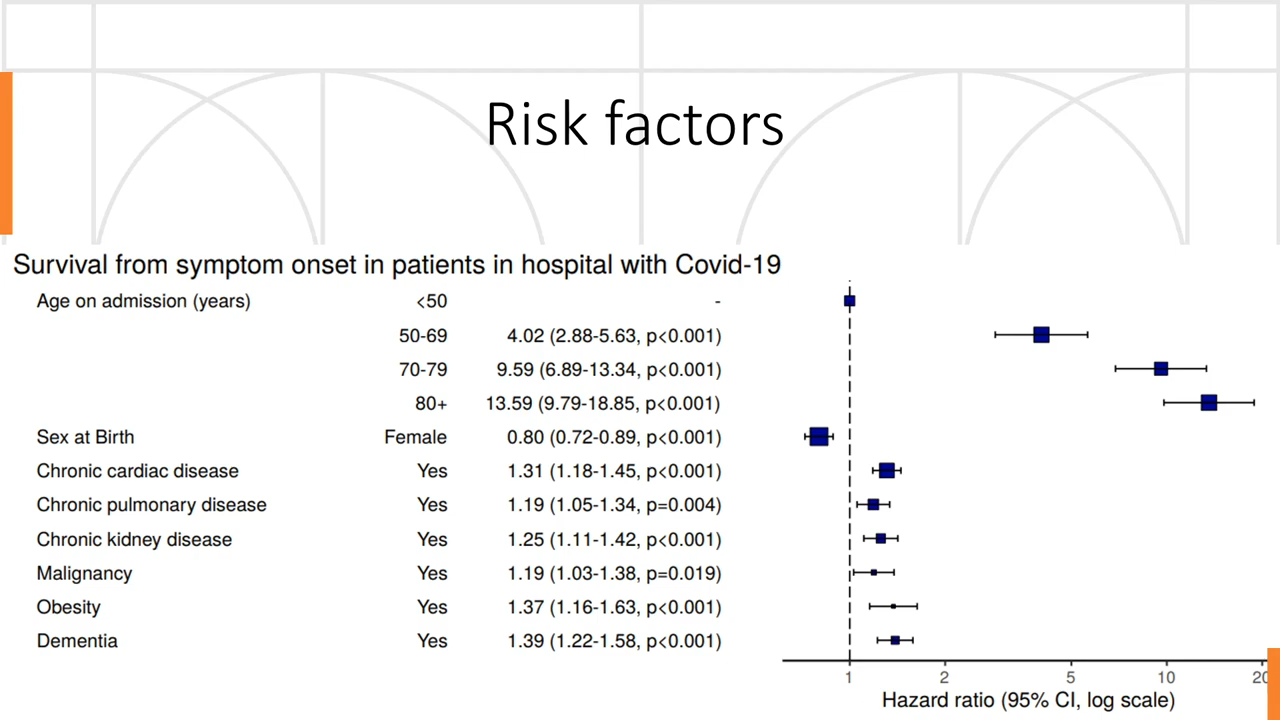 Risk factors
Survival from symptom onset in patients in hospital with Covid-19
Age on admission (years) <50 -
50-69 4.02 (2.88-5.63, p<0.001)
70-79 9.59 (6.89-13.34, p<0.001)
80+ 13.59 (9.79-18.85, p<0.001)
Sex at Birth Female 0.80 (0.72-0.89, p<0.001)
Chronic cardiac disease Yes 1.31 (1.18-1.45, p<0.001)
Chronic pulmonary disease Yes 1.19 (1.05-1.34, p=0.004)
Chronic kidney disease Yes 1.25 (1.11-1.42, p<0.001)
Malignancy Yes 1.19 (1.03-1.38, p=0.019)
Obesity Yes 1.37 (1.16-1.63, p<0.001)
Dementia Yes 1.39 (1.22-1.58, p<0.001)
1 2 5 10 20
Hazard ratio (95% CI, log scale)